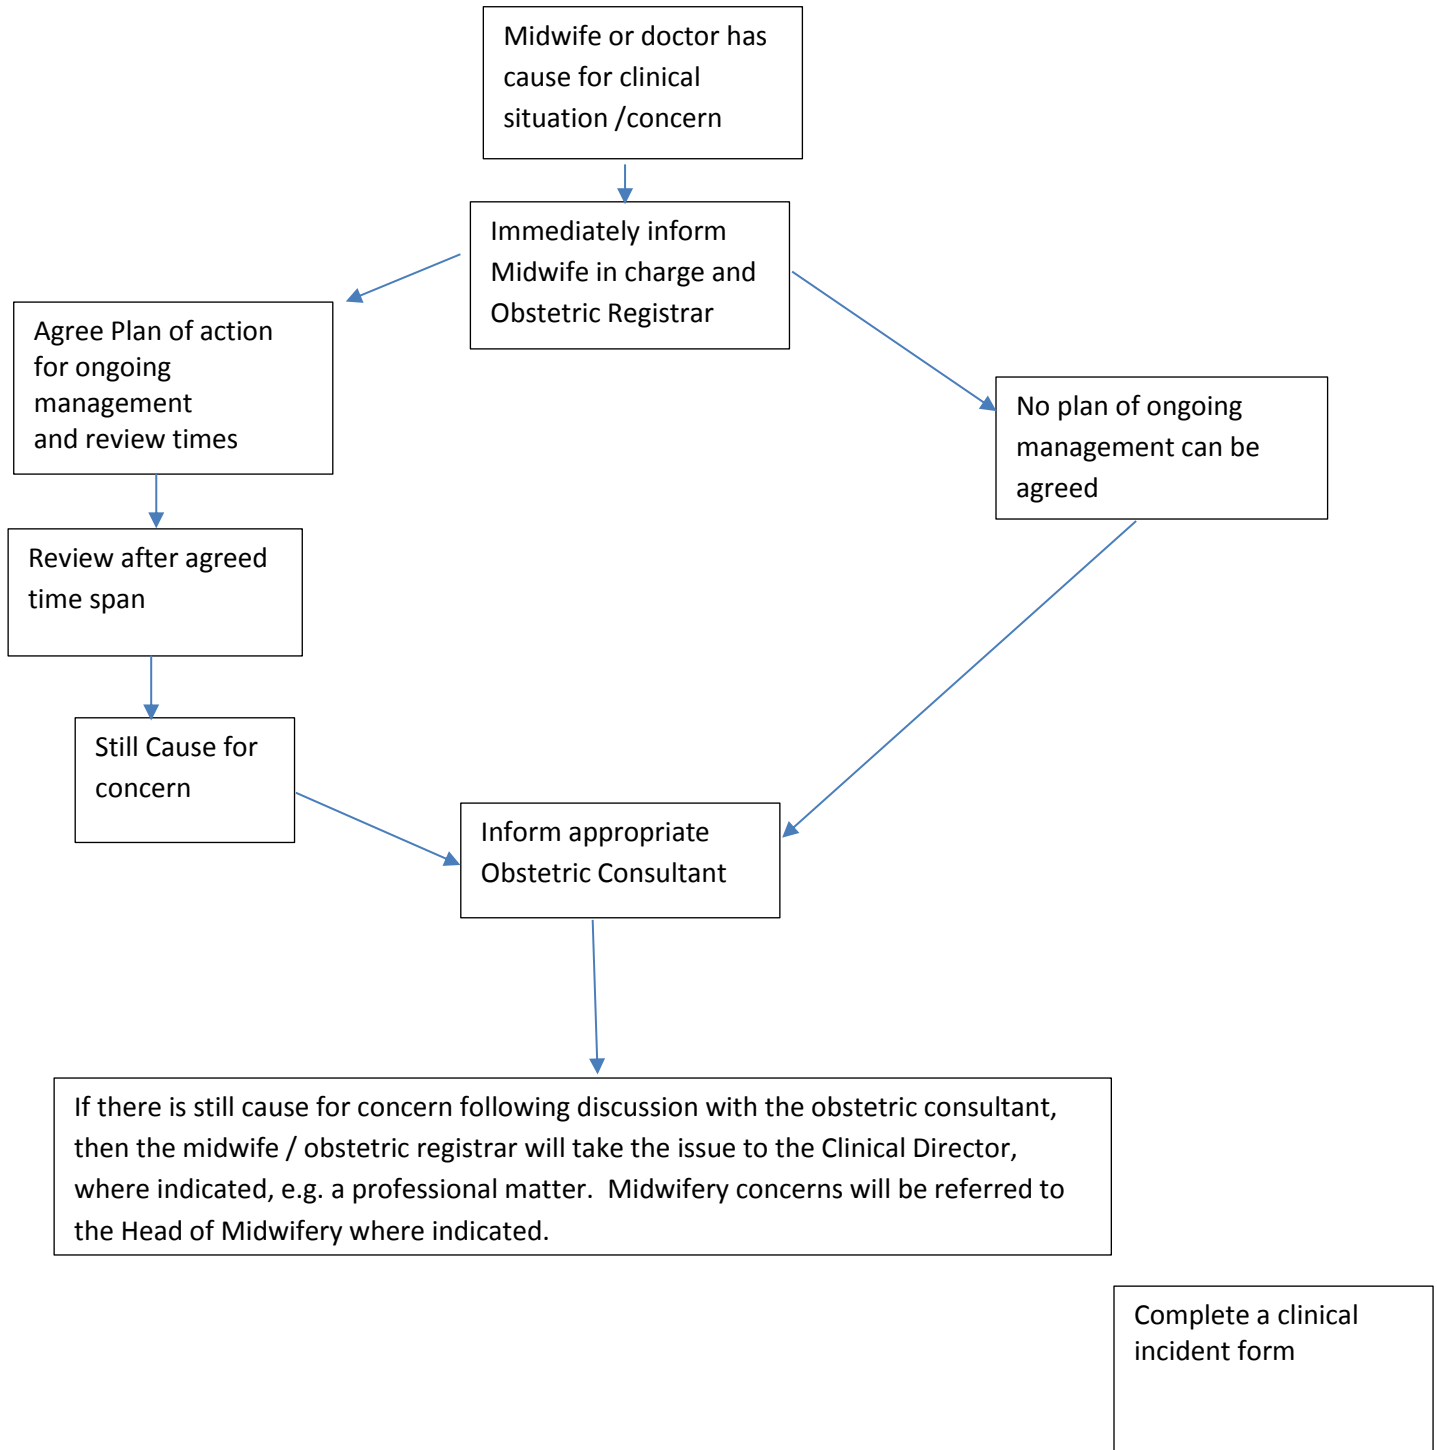 Midwife or doctor has
cause for clinical
situation /concern
Immediately inform
Midwife in charge and
Obstetric Registrar
Agree Plan of action
for ongoing
management
and review times
No plan of ongoing
management can be
agreed
Review after agreed
time span
Still Cause for
concern
Inform appropriate
Obstetric Consultant
If there is still cause for concern following discussion with the obstetric consultant,
then the midwife / obstetric registrar will take the issue to the Clinical Director,
where indicated, e.g. a professional matter.  Midwifery concerns will be referred to
the Head of Midwifery where indicated.
Complete a clinical
incident form